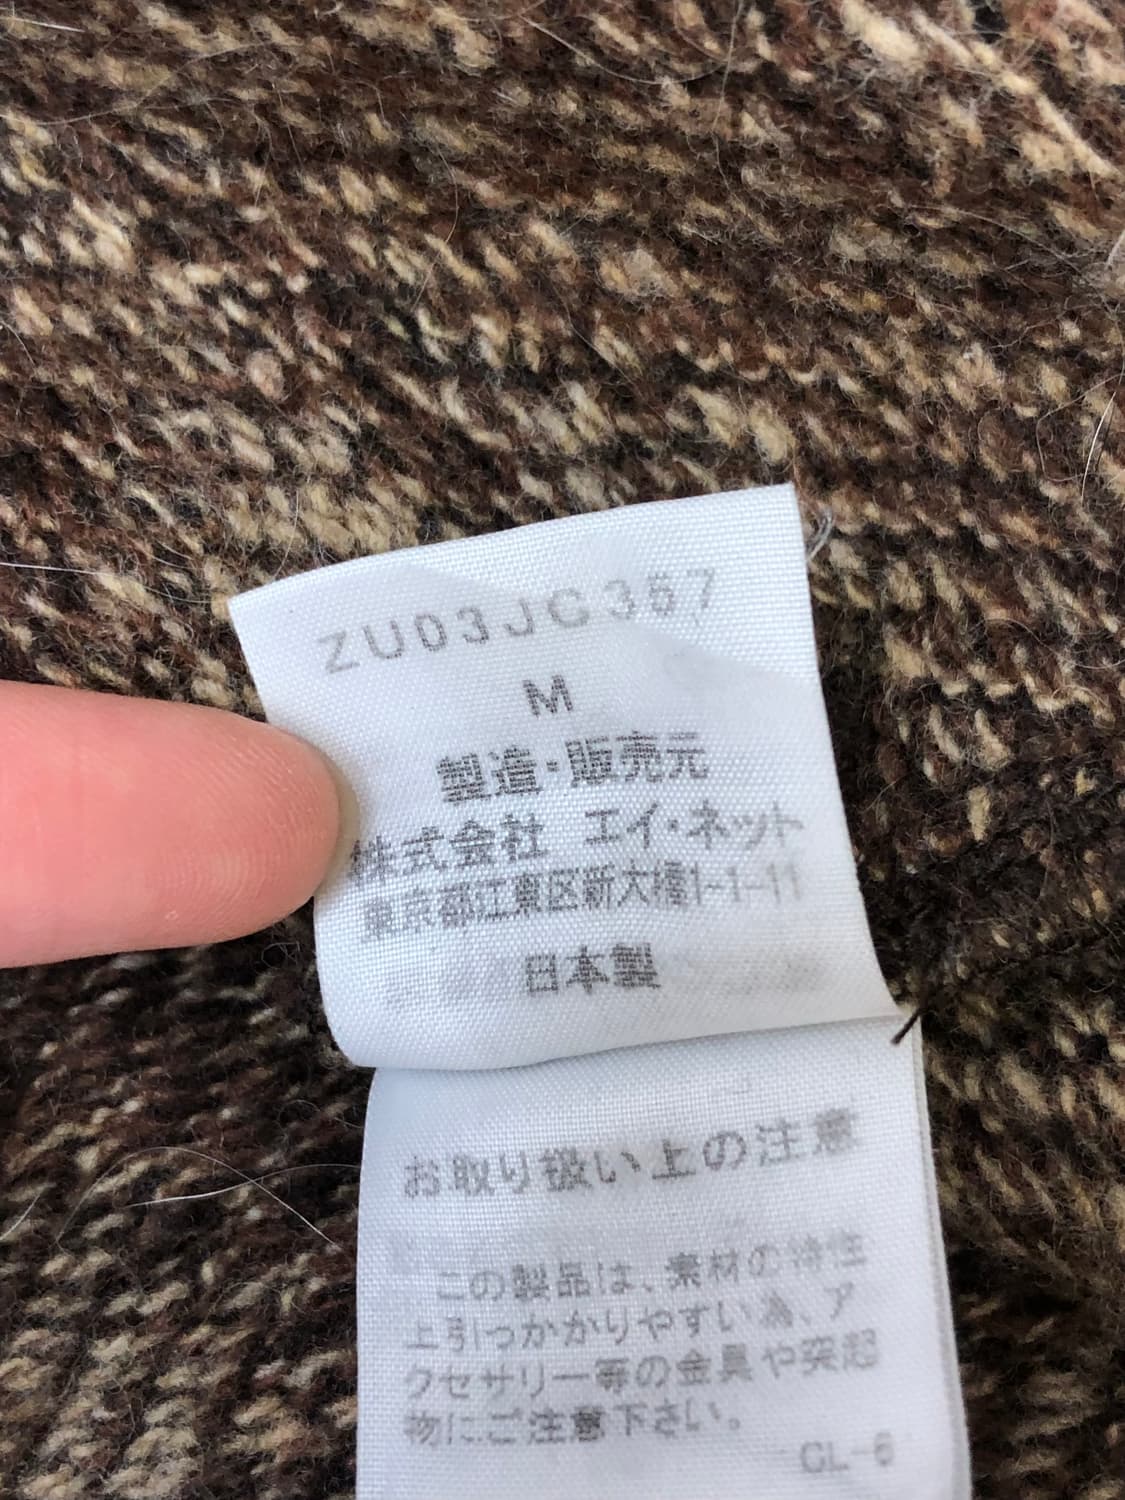 ZU03JG357
M
製造・販売元
株式会社 エイ・ネット
東京都江東区新大橋1-1-11
日本製
お取り扱い上の注意
この製品は、素材の特性
上引っかかりやすい為、ア
クセサリー等の金具や突起
物にご注意下さい。
CL-6